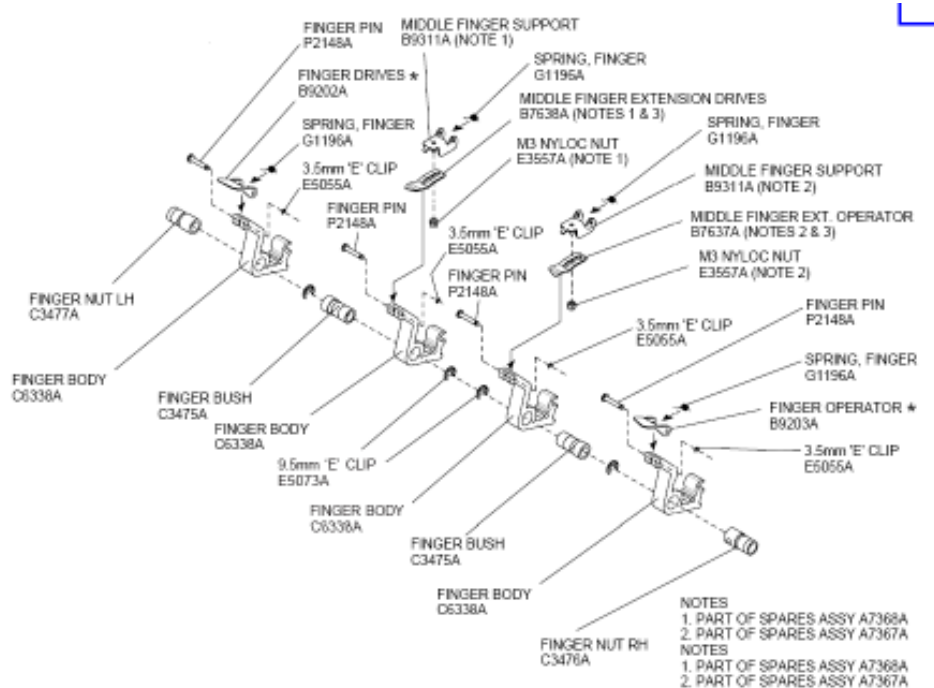 FINGER PIN
P2148A
MIDDLE FINGER SUPPORT
B9311A (NOTE 1)
SPRING, FINGER
G1196A
FINGER DRIVES *
B9202A
MIDDLE FINGER EXTENSION DRIVES
B7638A (NOTES 1 & 3)
SPRING, FINGER
G1196A
SPRING, FINGER
G1196A
M3 NYLOC NUT
E3557A (NOTE 1)
3.5mm 'E' CLIP
E5055A
MIDDLE FINGER SUPPORT
B9311A (NOTE 2)
FINGER PIN
P2148A
MIDDLE FINGER EXT. OPERATOR
B7637A (NOTES 2 & 3)
3.5mm 'E' CLIP
E5055A
M3 NYLOC NUT
E3557A (NOTE 2)
FINGER PIN
P2148A
FINGER NUT LH
C3477A
FINGER PIN
P2148A
3.5mm 'E' CLIP
E5055A
SPRING, FINGER
G1196A
FINGER BODY
C6338A
FINGER BUSH
C3475A
FINGER OPERATOR *
B9203A
FINGER BODY
C6338A
3.5mm 'E' CLIP
E5055A
9.5mm 'E' CLIP
E5073A
FINGER BODY
C6338A
FINGER BUSH
C3475A
FINGER BODY
C6338A
FINGER NUT RH
C3476A
NOTES
1. PART OF SPARES ASSY A7368A
2. PART OF SPARES ASSY A7367A
NOTES
1. PART OF SPARES ASSY A7368A
2. PART OF SPARES ASSY A7367A